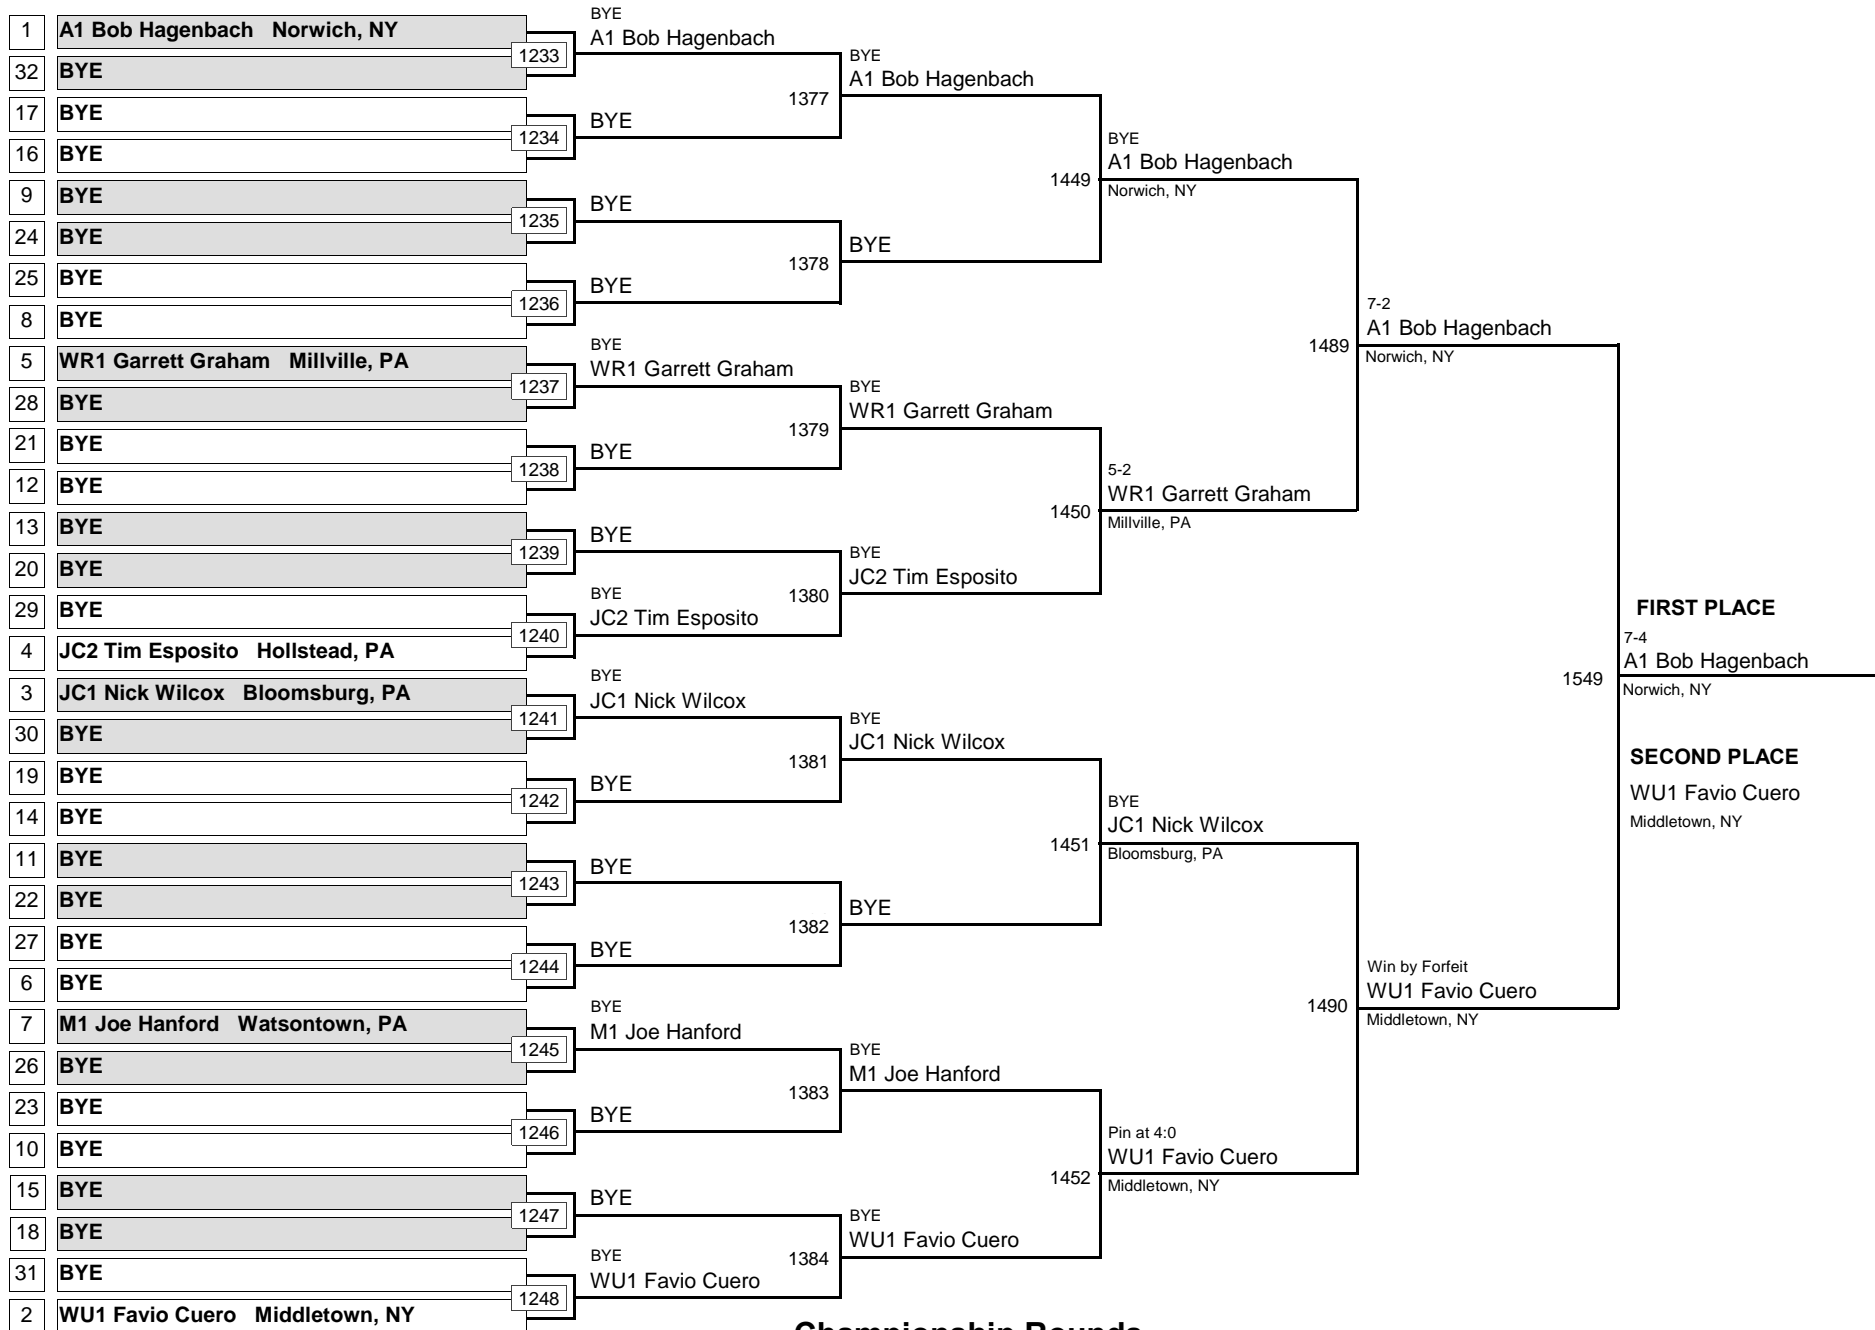 1 A1 Bob Hagenbach Norwich, NY
32 BYE
17 BYE
16 BYE
9 BYE
24 BYE
25 BYE
8 BYE
5 WR1 Garrett Graham Millville, PA
28 BYE
21 BYE
12 BYE
13 BYE
20 BYE
29 BYE
4 JC2 Tim Esposito Hollstead, PA
3 JC1 Nick Wilcox Bloomsburg, PA
30 BYE
19 BYE
14 BYE
11 BYE
22 BYE
27 BYE
6 BYE
7 M1 Joe Hanford Watsontown, PA
26 BYE
23 BYE
10 BYE
15 BYE
18 BYE
31 BYE
2 WU1 Favio Cuero Middletown, NY
1233
1234
1235
1236
1237
1238
1239
1240
1241
1242
1243
1244
1245
1246
1247
1248
BYE
A1 Bob Hagenbach
BYE
BYE
BYE
BYE
WR1 Garrett Graham
BYE
BYE
BYE
JC2 Tim Esposito
BYE
JC1 Nick Wilcox
BYE
BYE
BYE
BYE
M1 Joe Hanford
BYE
BYE
BYE
WU1 Favio Cuero
1377
1378
1379
1380
1381
1382
1383
1384
BYE
A1 Bob Hagenbach
BYE
BYE
WR1 Garrett Graham
BYE
JC2 Tim Esposito
BYE
JC1 Nick Wilcox
BYE
BYE
M1 Joe Hanford
BYE
WU1 Favio Cuero
1449
1450
1451
1452
BYE
A1 Bob Hagenbach
Norwich, NY
5-2
WR1 Garrett Graham
Millville, PA
BYE
JC1 Nick Wilcox
Bloomsburg, PA
Pin at 4:0
WU1 Favio Cuero
Middletown, NY
1489
1490
7-2
A1 Bob Hagenbach
Norwich, NY
Win by Forfeit
WU1 Favio Cuero
Middletown, NY
1549
FIRST PLACE
7-4
A1 Bob Hagenbach
Norwich, NY
SECOND PLACE
WU1 Favio Cuero
Middletown, NY
Championship Rounds